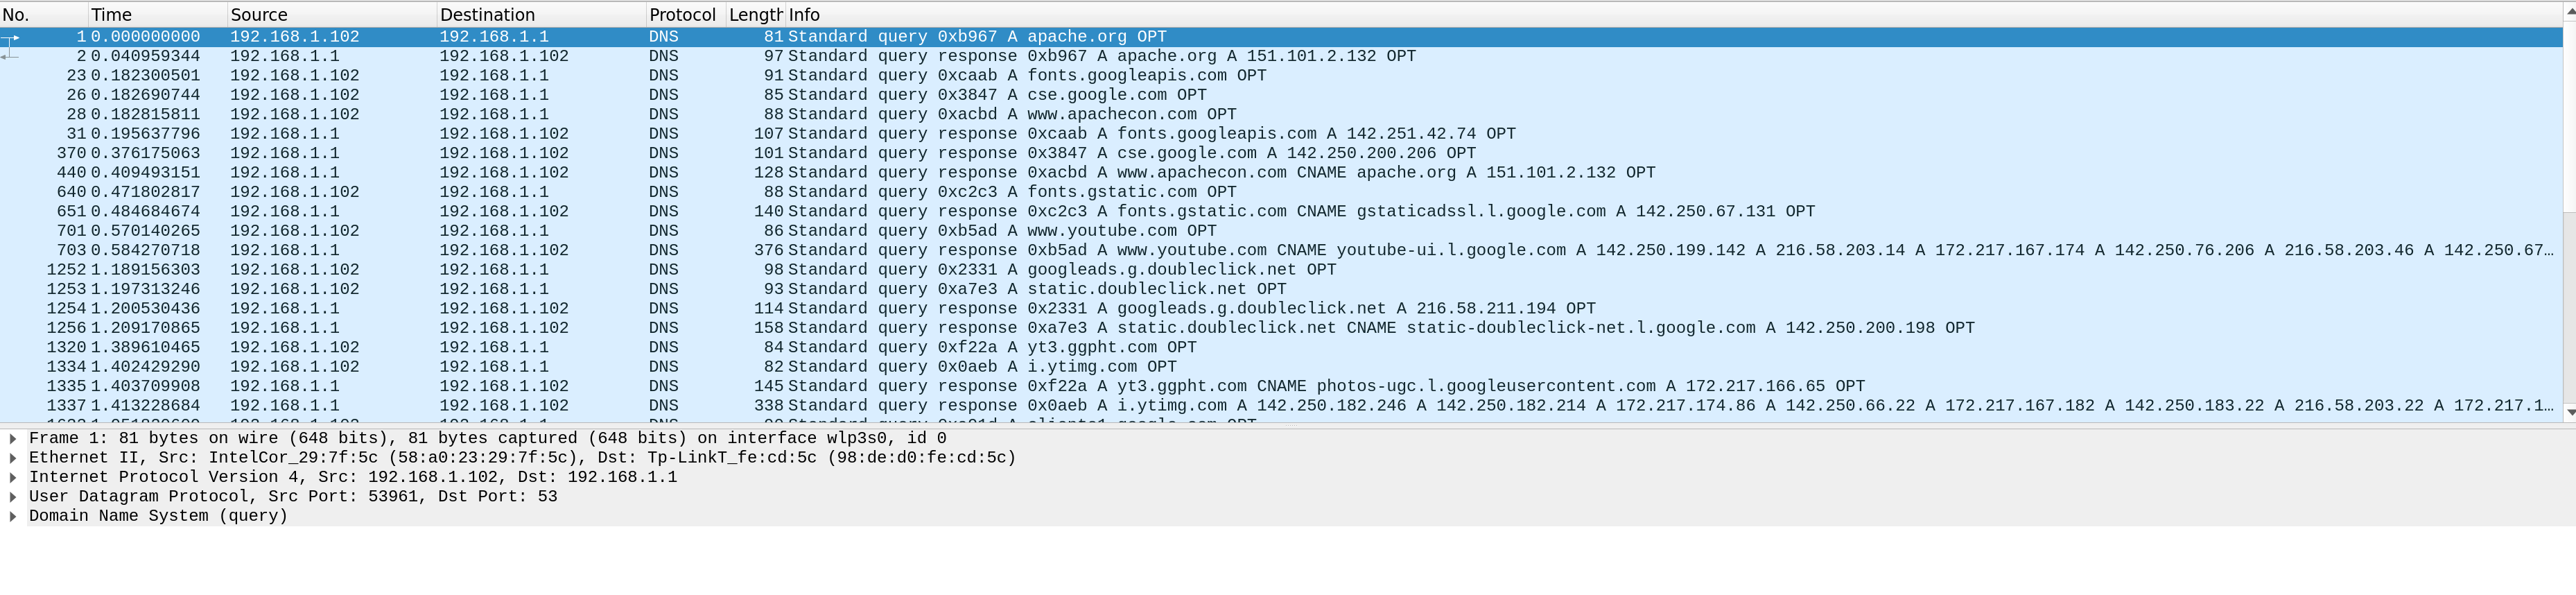 No. Time Source Destination Protocol Length Info
1 0.000000000 192.168.1.102 192.168.1.1 DNS 81 Standard query 0xb967 A apache.org OPT
2 0.040959344 192.168.1.1 192.168.1.102 DNS 97 Standard query response 0xb967 A apache.org A 151.101.2.132 OPT
23 0.182300501 192.168.1.102 192.168.1.1 DNS 91 Standard query 0xcaab A fonts.googleapis.com OPT
26 0.182690744 192.168.1.102 192.168.1.1 DNS 85 Standard query 0x3847 A cse.google.com OPT
28 0.182815811 192.168.1.102 192.168.1.1 DNS 88 Standard query 0xacbd A www.apachecon.com OPT
31 0.195637796 192.168.1.1 192.168.1.102 DNS 107 Standard query response 0xcaab A fonts.googleapis.com A 142.251.42.74 OPT
370 0.376175063 192.168.1.1 192.168.1.102 DNS 101 Standard query response 0x3847 A cse.google.com A 142.250.200.206 OPT
440 0.409493151 192.168.1.1 192.168.1.102 DNS 128 Standard query response 0xacbd A www.apachecon.com CNAME apache.org A 151.101.2.132 OPT
640 0.471802817 192.168.1.102 192.168.1.1 DNS 88 Standard query 0xc2c3 A fonts.gstatic.com OPT
651 0.484684674 192.168.1.1 192.168.1.102 DNS 140 Standard query response 0xc2c3 A fonts.gstatic.com CNAME gstaticadssl.l.google.com A 142.250.67.131 OPT
701 0.570140265 192.168.1.102 192.168.1.1 DNS 86 Standard query 0xb5ad A www.youtube.com OPT
703 0.584270718 192.168.1.1 192.168.1.102 DNS 376 Standard query response 0xb5ad A www.youtube.com CNAME youtube-ui.l.google.com A 142.250.199.142 A 216.58.203.14 A 172.217.167.174 A 142.250.76.206 A 216.58.203.46 A 142.250.67…
1252 1.189156303 192.168.1.102 192.168.1.1 DNS 98 Standard query 0x2331 A googleads.g.doubleclick.net OPT
1253 1.197313246 192.168.1.102 192.168.1.1 DNS 93 Standard query 0xa7e3 A static.doubleclick.net OPT
1254 1.200530436 192.168.1.1 192.168.1.102 DNS 114 Standard query response 0x2331 A googleads.g.doubleclick.net A 216.58.211.194 OPT
1256 1.209170865 192.168.1.1 192.168.1.102 DNS 158 Standard query response 0xa7e3 A static.doubleclick.net CNAME static-doubleclick-net.l.google.com A 142.250.200.198 OPT
1320 1.389610465 192.168.1.102 192.168.1.1 DNS 84 Standard query 0xf22a A yt3.ggpht.com OPT
1334 1.402429290 192.168.1.102 192.168.1.1 DNS 82 Standard query 0x0aeb A i.ytimg.com OPT
1335 1.403709908 192.168.1.1 192.168.1.102 DNS 145 Standard query response 0xf22a A yt3.ggpht.com CNAME photos-ugc.l.googleusercontent.com A 172.217.166.65 OPT
1337 1.413228684 192.168.1.1 192.168.1.102 DNS 338 Standard query response 0x0aeb A i.ytimg.com A 142.250.182.246 A 142.250.182.214 A 172.217.174.86 A 142.250.66.22 A 172.217.167.182 A 142.250.183.22 A 216.58.203.22 A 172.217.1…
Frame 1: 81 bytes on wire (648 bits), 81 bytes captured (648 bits) on interface wlp3s0, id 0
Ethernet II, Src: IntelCor_29:7f:5c (58:a0:23:29:7f:5c), Dst: Tp-LinkT_fe:cd:5c (98:de:d0:fe:cd:5c)
Internet Protocol Version 4, Src: 192.168.1.102, Dst: 192.168.1.1
User Datagram Protocol, Src Port: 53961, Dst Port: 53
Domain Name System (query)